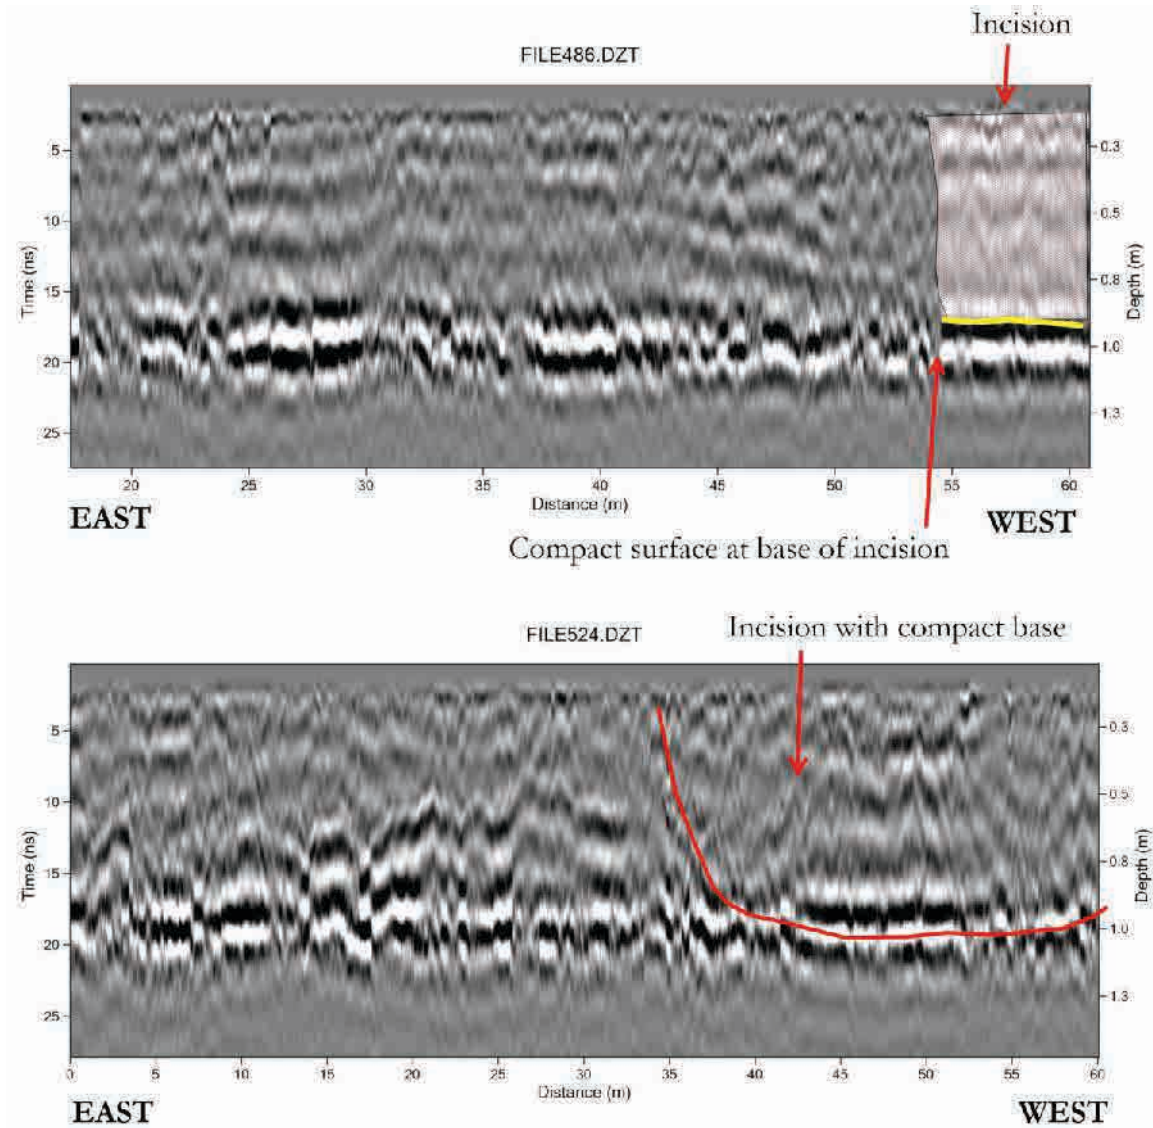 Incision
FILE486.DZT
5
10
15
20
25
Time (ns)
0.3
0.5
0.8
1.0
1.3
Depth (m)
20 25 30 35 40 45 50 55 60
Distance (m)
EAST WEST
Compact surface at base of incision
FILE524.DZT
Incision with compact base
5
10
15
20
25
Time (ns)
0.3
0.5
0.8
1.0
1.3
Depth (m)
0 5 10 15 20 25 30 35 40 45 50 55 60
Distance (m)
EAST WEST